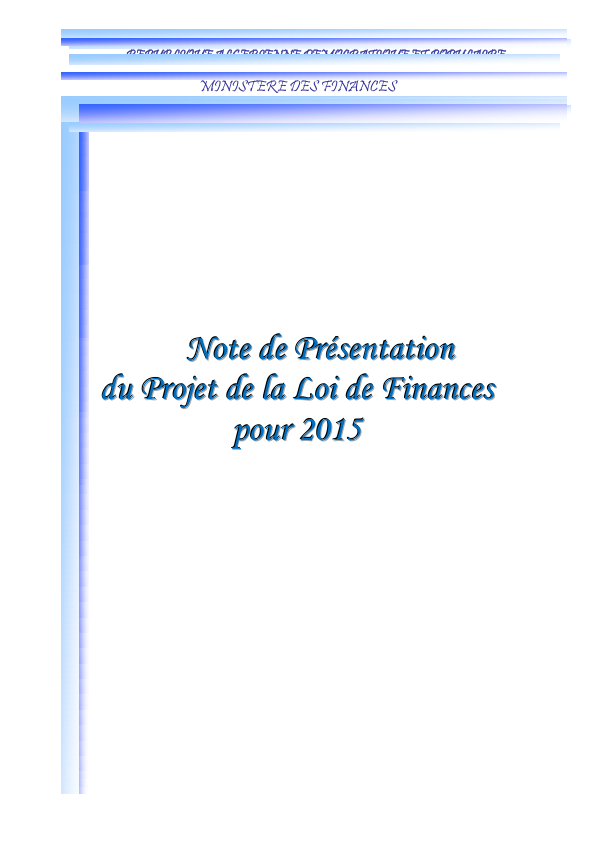 REPUBLIQUE ALGERIENNE DEMOCRATIQUE ET POPULAIRE
MINISTERE DES FINANCES
Note de Présentation
du Projet de la Loi de Finances
pour 2015